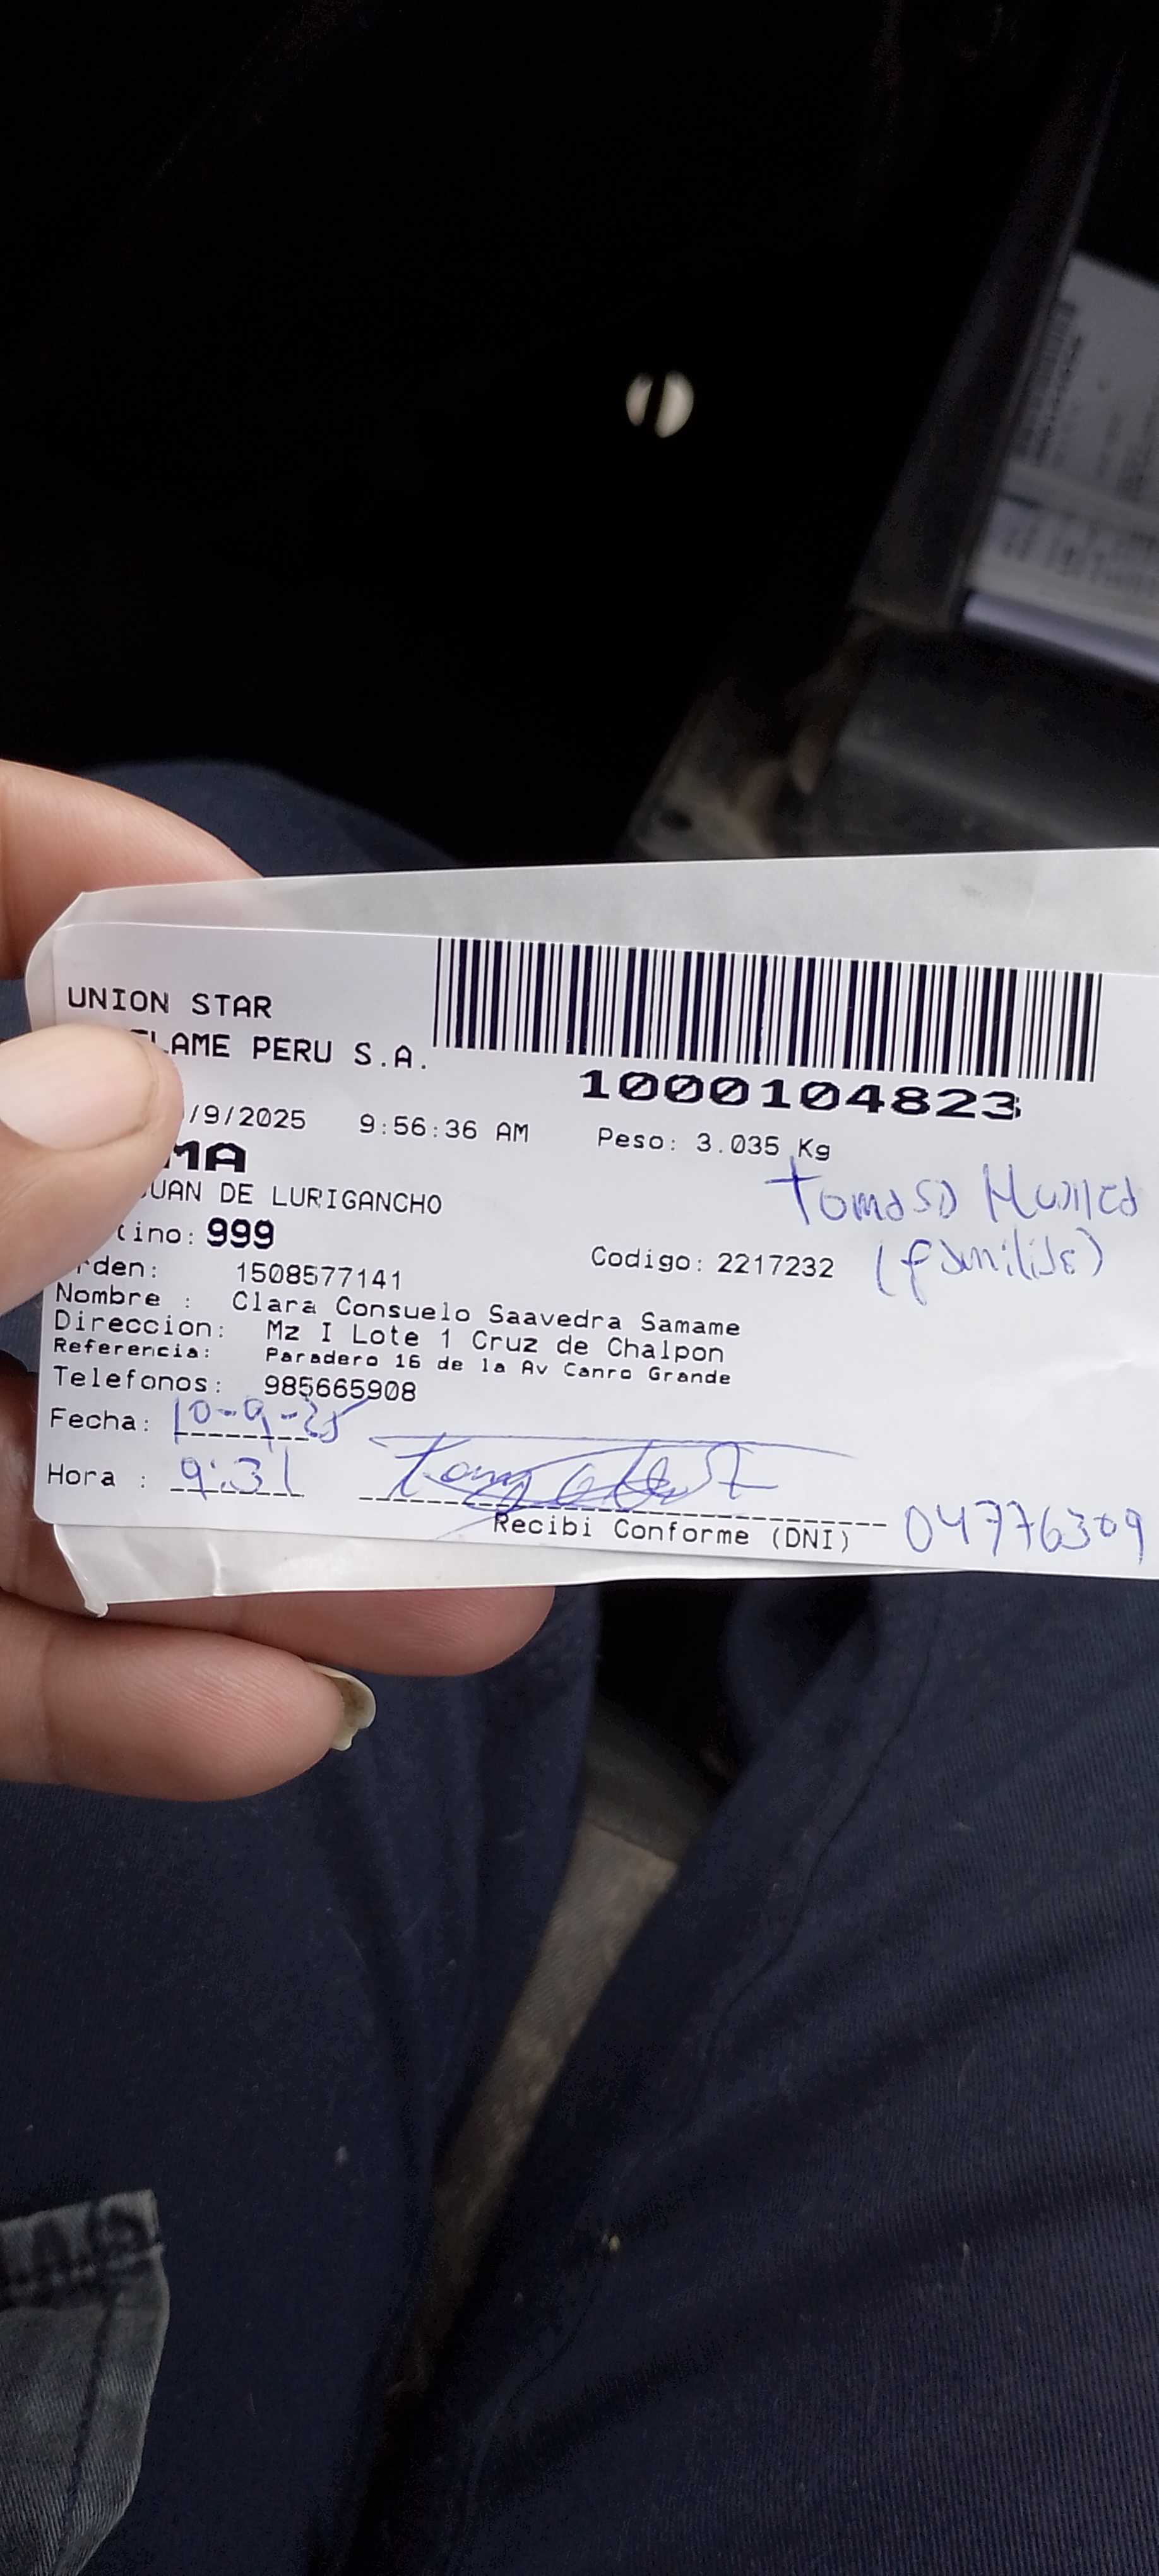 UNION STAR
LAME PERU S.A.
1000104823
/9/2025 9:56:36 AM Peso: 3.035 Kg
MA
JUAN DE LURIGANCHO
Tomaso
tino: 999
(familia)
rden: 1508577141 Codigo: 2217232
Nombre : Clara Consuelo Saavedra Samame
Direccion: Mz I Lote 1 Cruz de Chalpon
Referencia: Paradero 16 de la Av Canro Grande
Telefonos: 985665908
Fecha: 10-9-25
Hora : 9:31
Recibi Conforme (DNI) 04776309